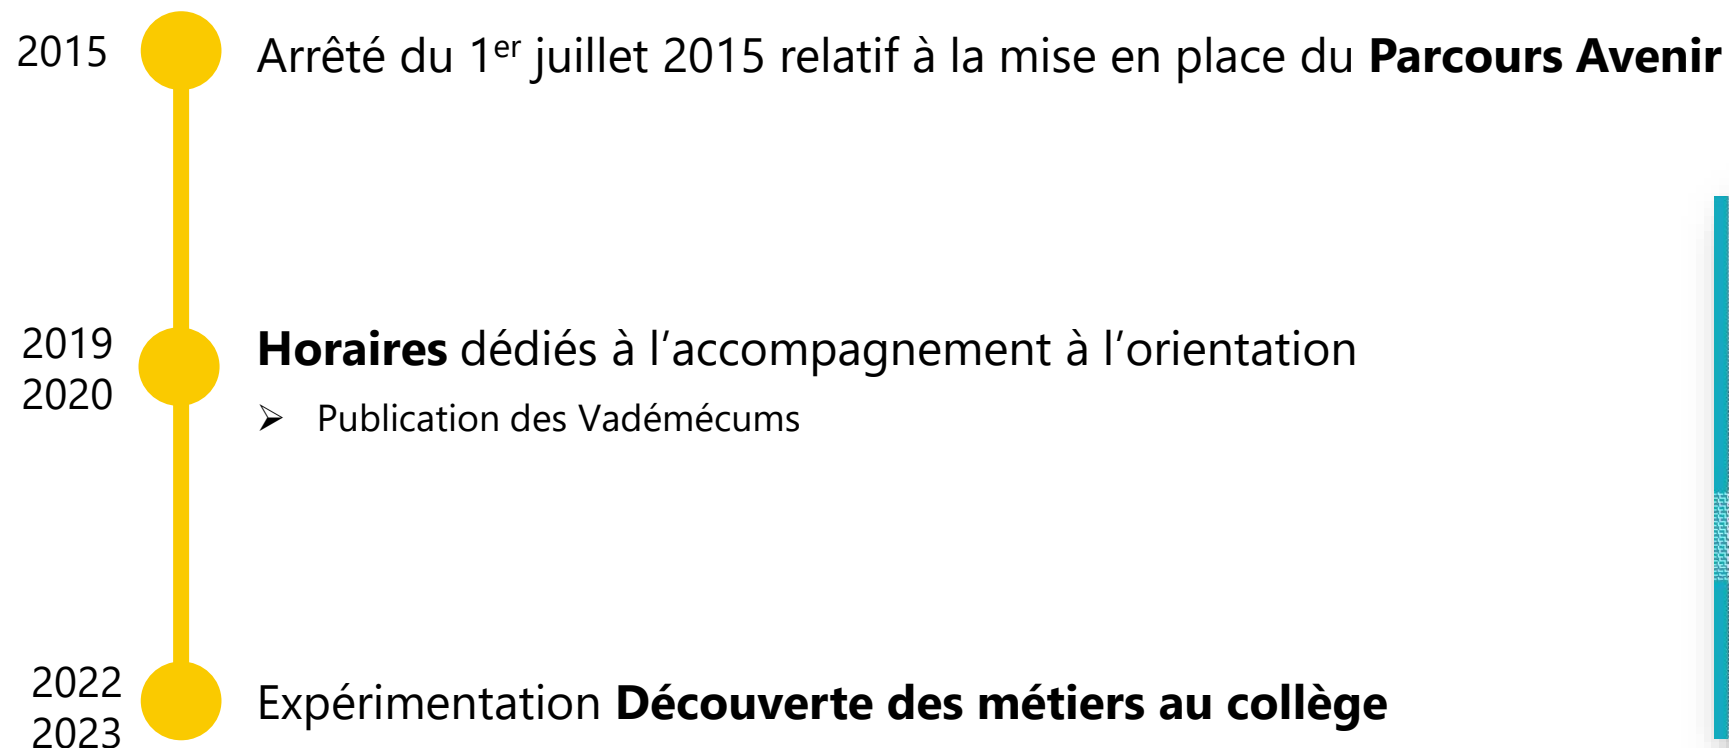 2015
Arrêté du 1er juillet 2015 relatif à la mise en place du Parcours Avenir
2019
2020
Horaires dédiés à l’accompagnement à l’orientation
➢ Publication des Vadémécums
2022
2023
Expérimentation Découverte des métiers au collège